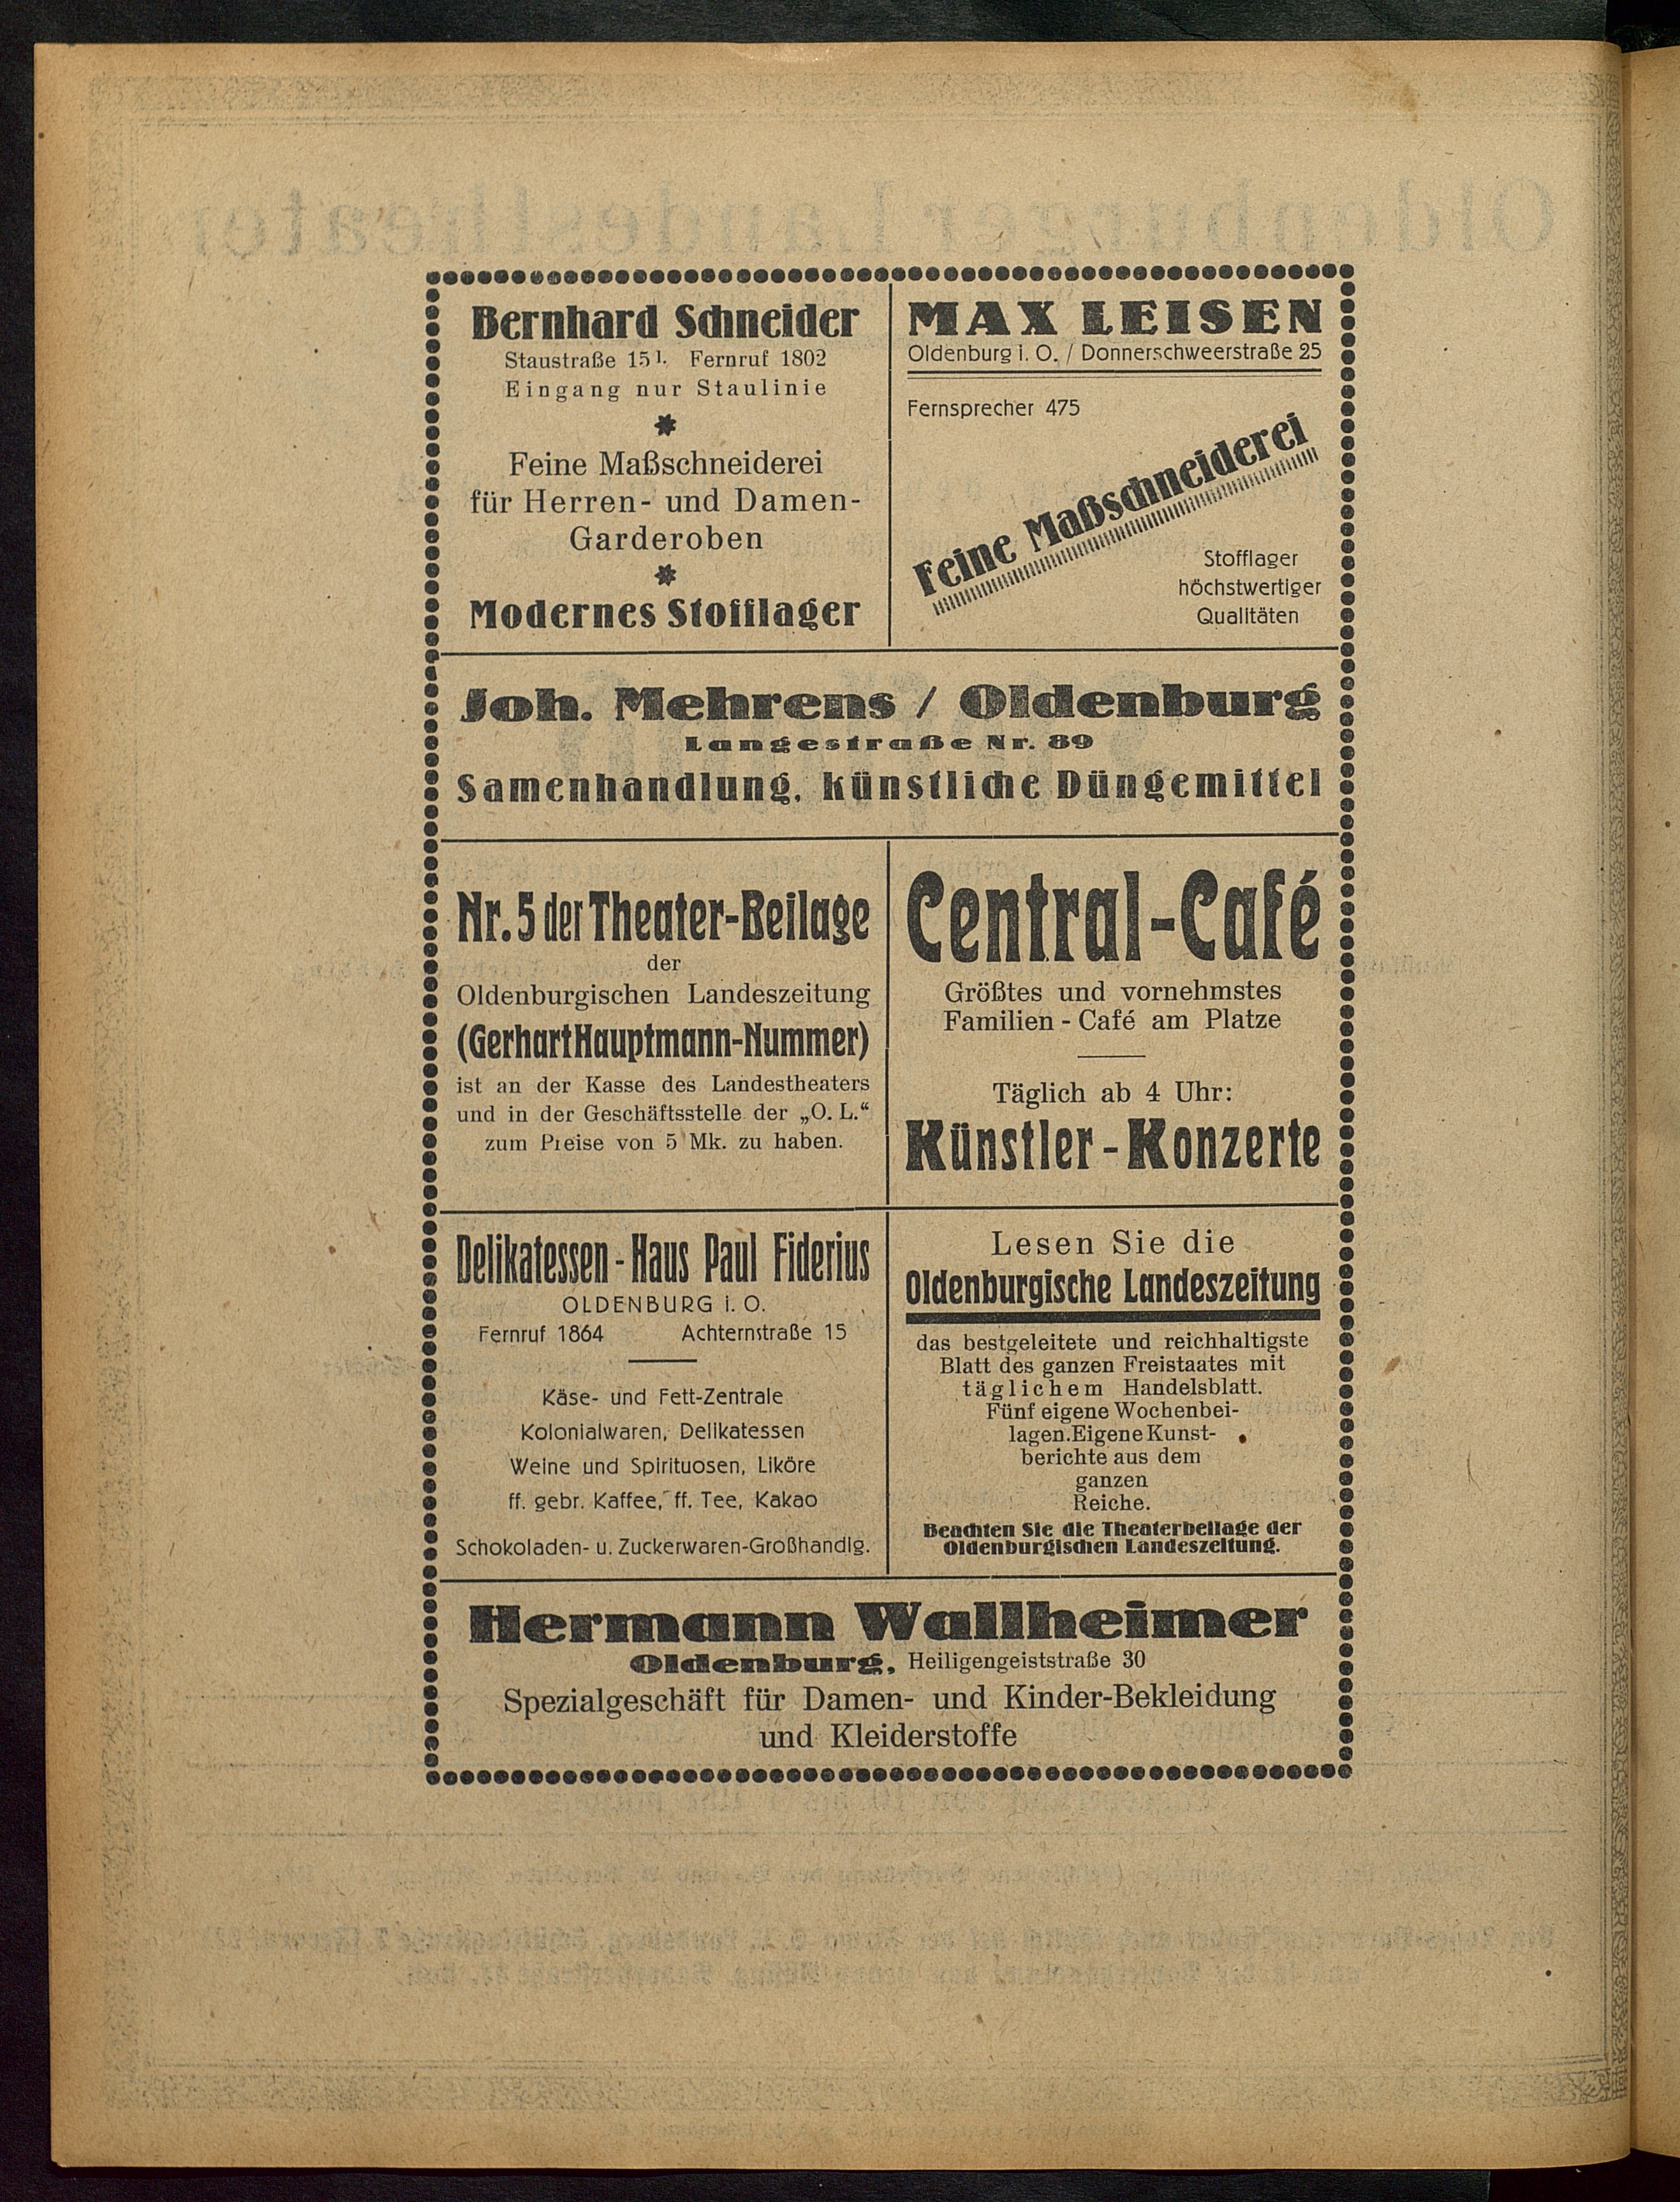 Bernhard Schneider
Staustraße 15 I. Fernruf 1802
Eingang nur Staulinie
Feine Maßschneiderei
für Herren- und Damen-
Garderoben
Modernes Stofflager
MAX LEISEN
Oldenburg i. O. / Donnerschweerstraße 25
Fernsprecher 475
Feine Maßschneiderei
Stofflager
höchstwertiger
Qualitäten
Joh. Mehrens / Oldenburg
Langestraße Nr. 89
Samenhandlung, künstliche Düngemittel
Nr. 5 der Theater-Beilage
der
Oldenburgischen Landeszeitung
(Gerhart Hauptmann-Nummer)
ist an der Kasse des Landestheaters
und in der Geschäftsstelle der „O. L.“
zum Preise von 5 Mk. zu haben.
Central-Café
Größtes und vornehmstes
Familien-Café am Platze
Täglich ab 4 Uhr:
Künstler-Konzerte
Delikatessen-Haus Paul Fiderius
OLDENBURG i. O.
Fernruf 1864 Achternstraße 15
Käse- und Fett-Zentrale
Kolonialwaren, Delikatessen
Weine und Spirituosen, Liköre
ff. gebr. Kaffee, ff. Tee, Kakao
Schokoladen- u. Zuckerwaren-Großhandlg.
Lesen Sie die
Oldenburgische Landeszeitung
das bestgeleitete und reichhaltigste
Blatt des ganzen Freistaates mit
täglichem Handelsblatt.
Fünf eigene Wochenbei-
lagen. Eigene Kunst-
berichte aus dem
ganzen
Reiche.
Beachten Sie die Theaterbeilage der
Oldenburgischen Landeszeitung.
Hermann Wallheimer
Oldenburg, Heiligengeiststraße 30
Spezialgeschäft für Damen- und Kinder-Bekleidung
und Kleiderstoffe